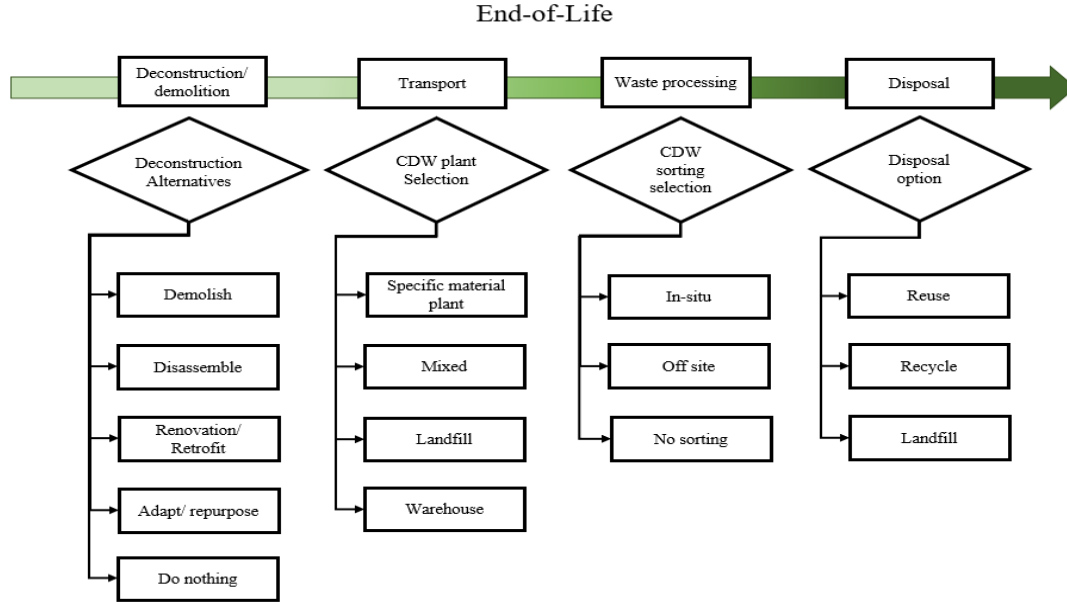 End-of-Life
Deconstruction/
demolition
Transport
Waste processing
Disposal
Deconstruction
Alternatives
CDW plant
Selection
CDW
sorting
selection
Disposal
option
Demolish
Disassemble
Renovation/
Retrofit
Adapt/ repurpose
Do nothing
Specific material
plant
Mixed
Landfill
Warehouse
In-situ
Off site
No sorting
Reuse
Recycle
Landfill